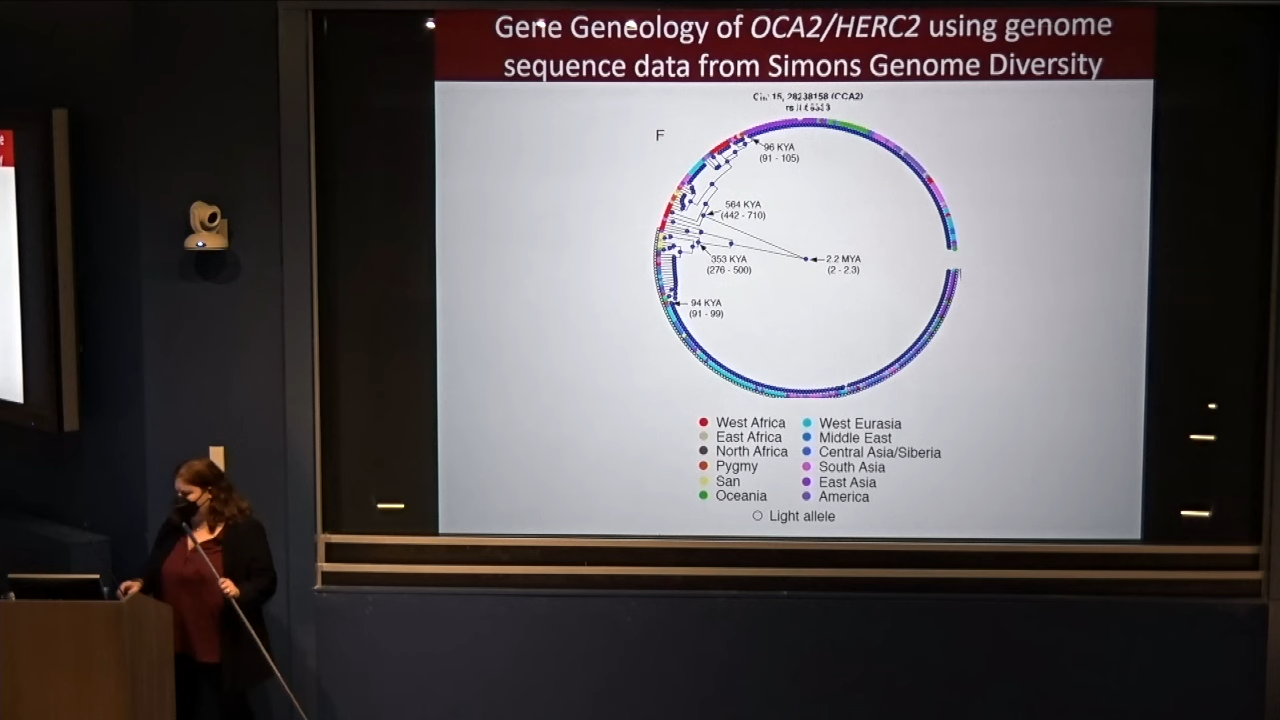 Gene Geneology of OCA2/HERC2 using genome
sequence data from Simons Genome Diversity
15, 28238158 (OCA2)
F
96 KYA
(91 - 105)
564 KYA
(442 - 710)
353 KYA
(276 - 500)
2.2 MYA
(2 - 2.3)
94 KYA
(91 - 99)
West Africa
East Africa
North Africa
Pygmy
San
Oceania
West Eurasia
Middle East
Central Asia/Siberia
South Asia
East Asia
America
Light allele